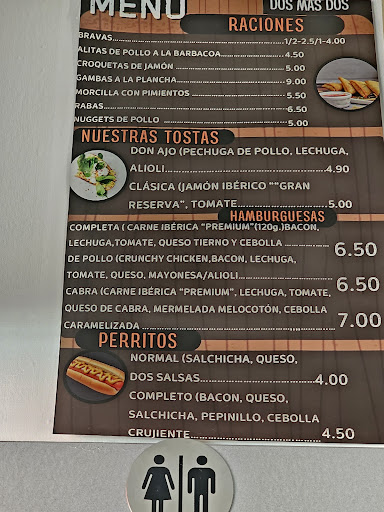 MENÚ
DOS MAS DOS
RACIONES
BRAVAS 1/2-2.5/1-4.00
ALITAS DE POLLO A LA BARBACOA 4.50
CROQUETAS DE JAMÓN 5.00
GAMBAS A LA PLANCHA 9.00
MORCILLA CON PIMIENTOS 5.50
RABAS 6.50
NUGGETS DE POLLO 5.00
NUESTRAS TOSTAS
DON AJO (PECHUGA DE POLLO, LECHUGA,
ALIOLI 4.90
CLÁSICA (JAMÓN IBÉRICO ""GRAN
RESERVA", TOMATE 5.00
HAMBURGUESAS
COMPLETA ( CARNE IBÉRICA "PREMIUM"(120g.)BACON,
LECHUGA,TOMATE, QUESO TIERNO Y CEBOLLA 6.50
DE POLLO (CRUNCHY CHICKEN,BACON, LECHUGA,
TOMATE, QUESO, MAYONESA/ALIOLI 6.50
CABRA (CARNE IBÉRICA "PREMIUM", LECHUGA, TOMATE,
QUESO DE CABRA, MERMELADA MELOCOTÓN, CEBOLLA
CARAMELIZADA 7.00
PERRITOS
NORMAL (SALCHICHA, QUESO,
DOS SALSAS 4.00
COMPLETO (BACON, QUESO,
SALCHICHA, PEPINILLO, CEBOLLA
CRUJIENTE 4.50